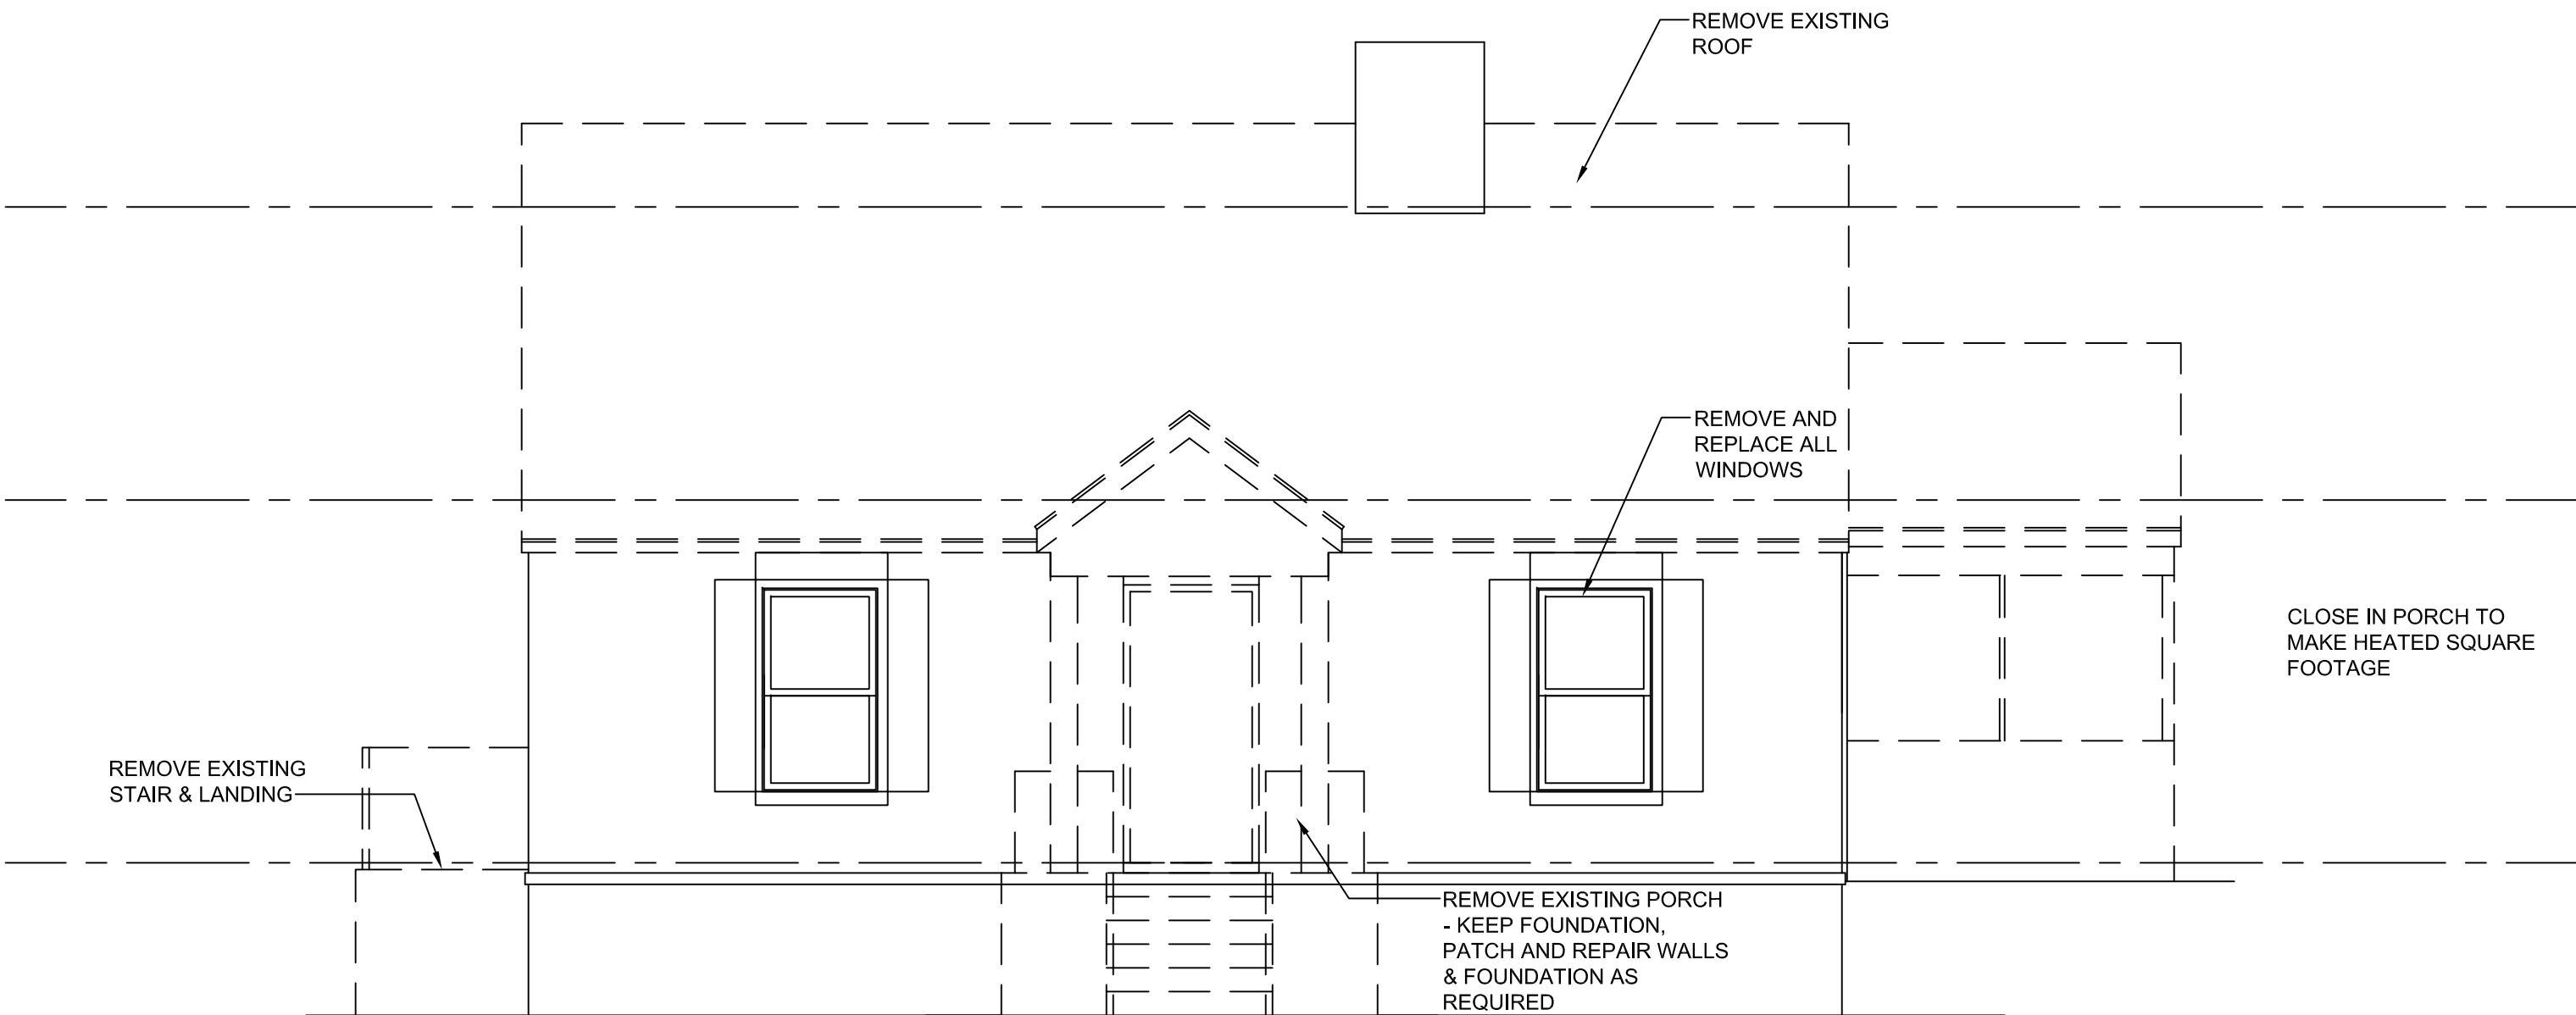 REMOVE EXISTING
ROOF
REMOVE AND
REPLACE ALL
WINDOWS
CLOSE IN PORCH TO
MAKE HEATED SQUARE
FOOTAGE
REMOVE EXISTING
STAIR & LANDING
REMOVE EXISTING PORCH
- KEEP FOUNDATION,
PATCH AND REPAIR WALLS
& FOUNDATION AS
REQUIRED